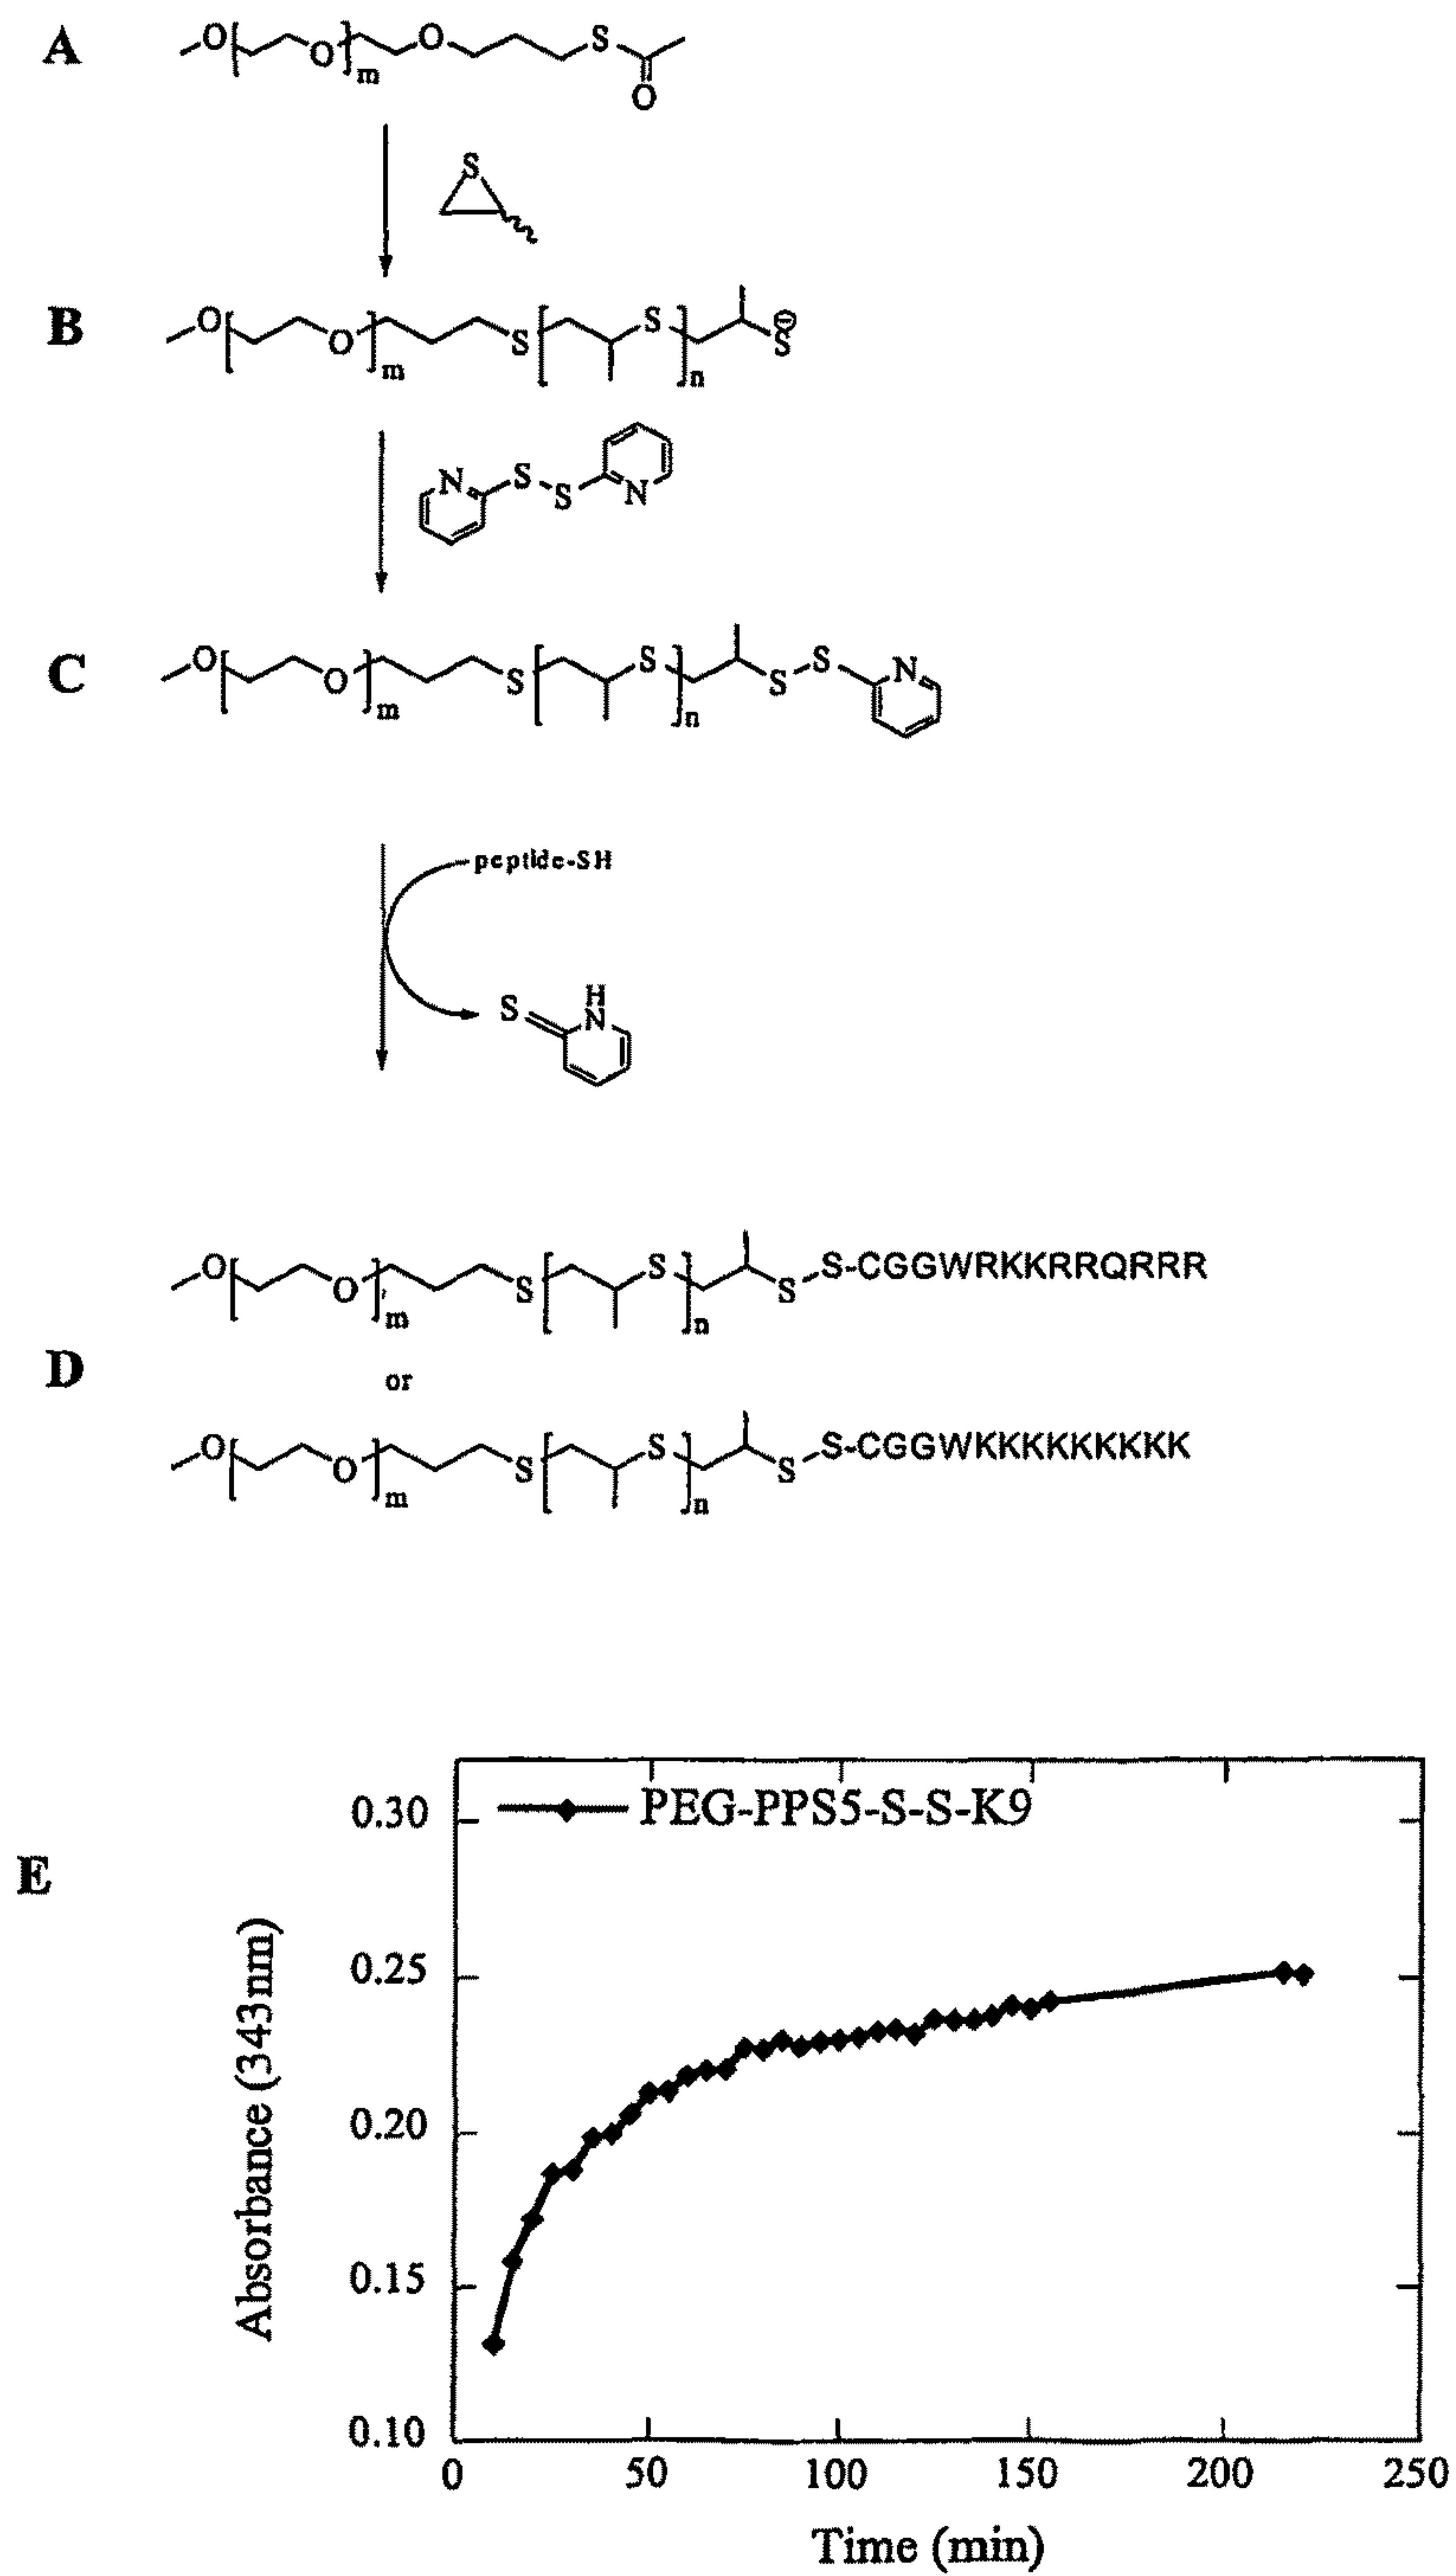 A
O O m O S O
S
B
O O m S S n S ⊖
N S S N
C
O O m S S n S S N
peptide-SH
S H N
O O m S S n S S-CGGWRKKRRQRRR
D
or
O O m S S n S S-CGGWKKKKKKKKK
E
PEG-PPS5-S-S-K9
0.30
0.25
0.20
0.15
0.10
Absorbance (343nm)
0 50 100 150 200 250
Time (min)